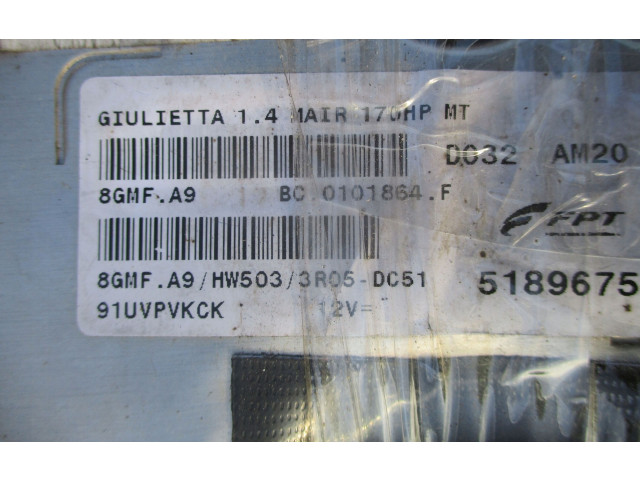 GIULIETTA 1.4 MAIR 170HP MT
D032 AM20
8GMF.A9 BC.0101864.F
FPT
8GMF.A9/HW503/3R05-DC51 5189675
91UVPVKCK 12V=